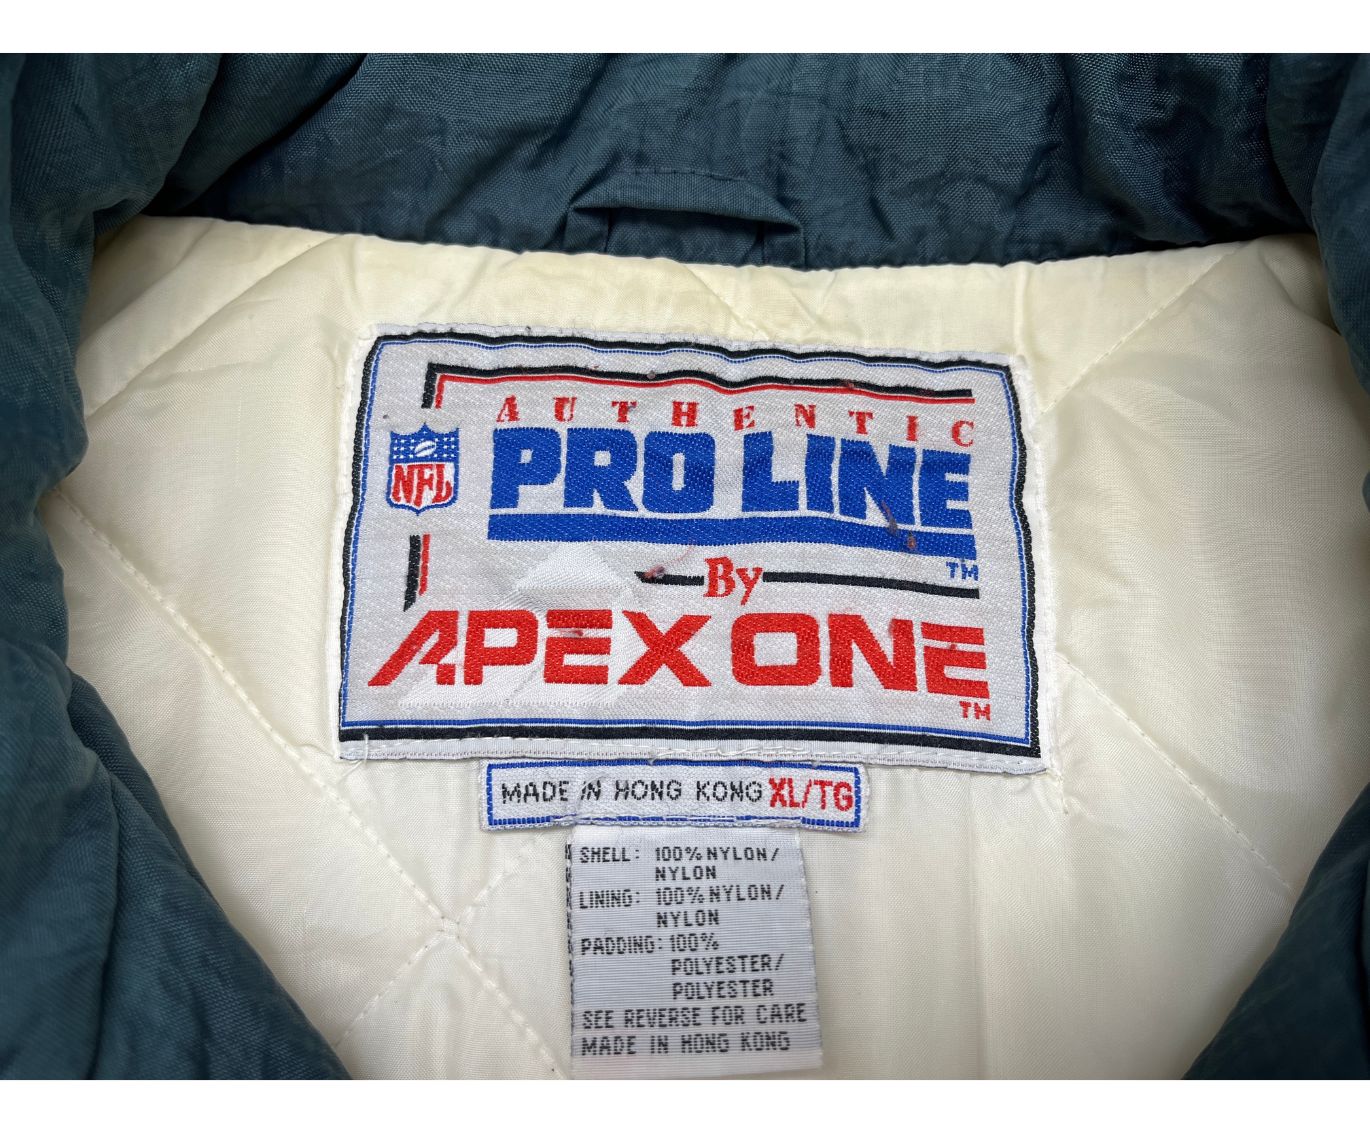 AUTHENTIC
NFL
PRO LINE
TM
By
APEX ONE
TM
MADE IN HONG KONG XL/TG
SHELL: 100% NYLON/
NYLON
LINING: 100% NYLON/
NYLON
PADDING: 100%
POLYESTER/
POLYESTER
SEE REVERSE FOR CARE
MADE IN HONG KONG